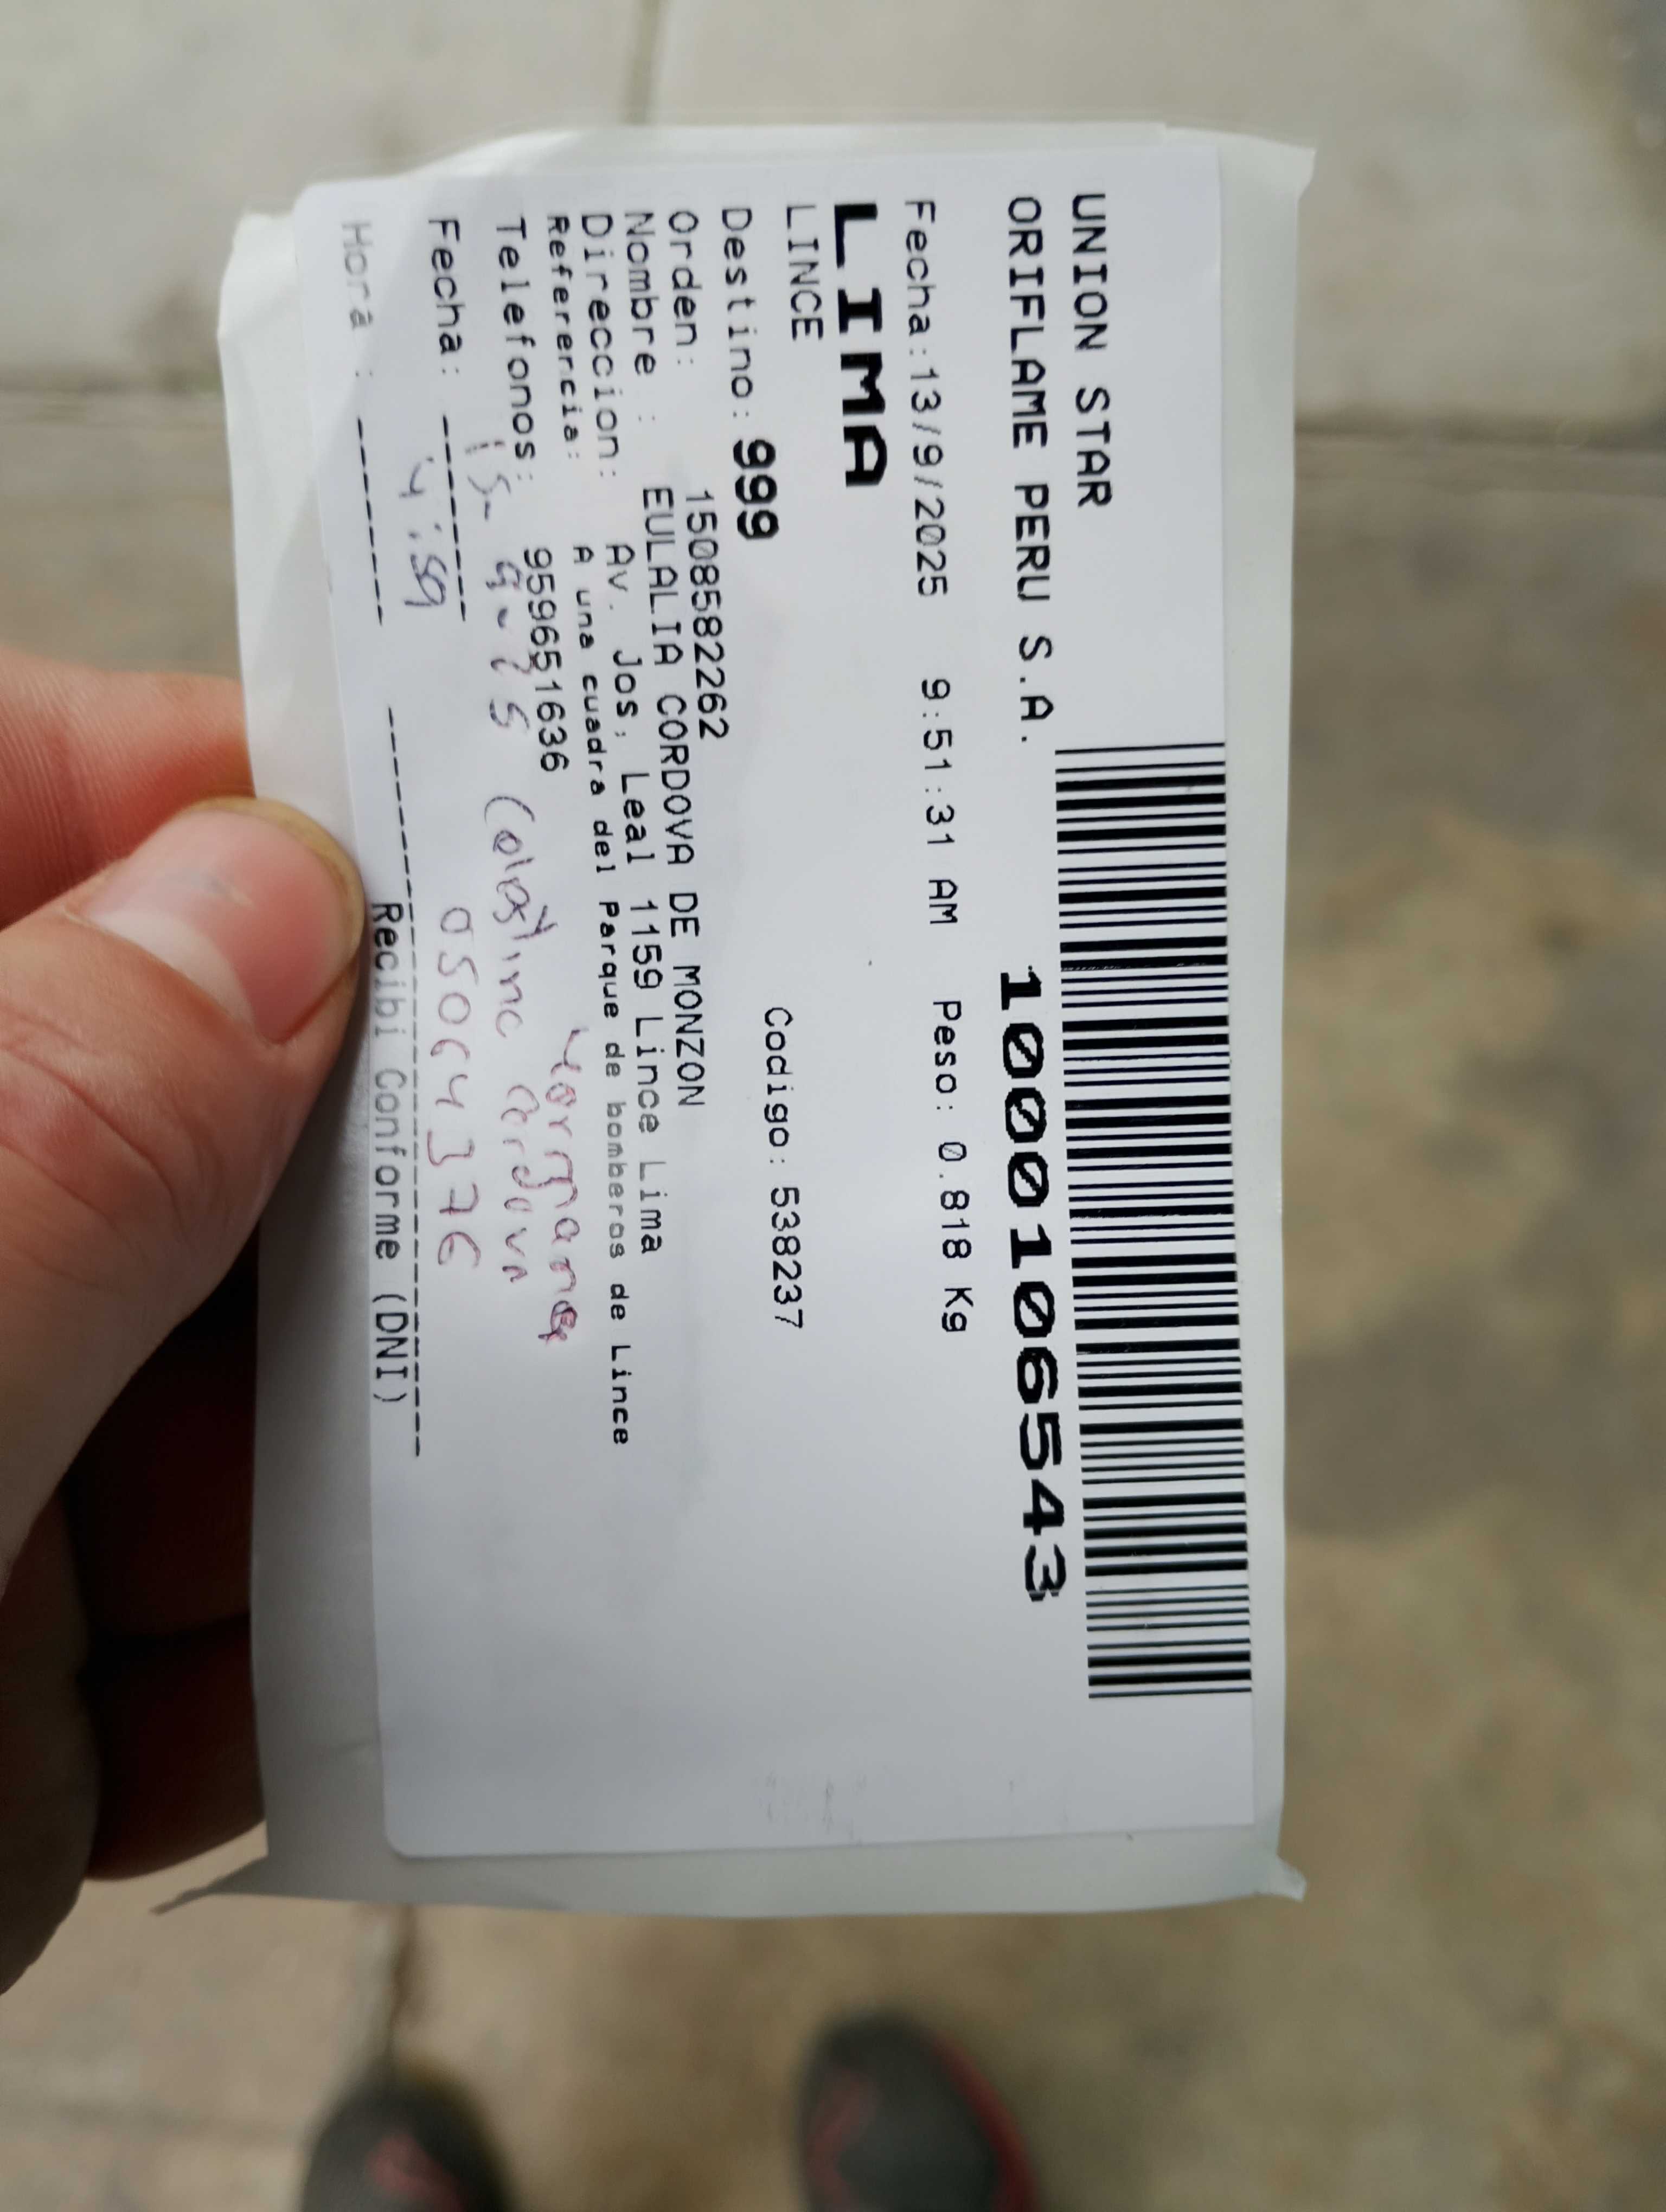 UNION STAR
ORIFLAME PERU S.A. 1000106543
Fecha:13/9/2025 9:51:31 AM Peso: 0.818 Kg
LIMA
LINCE
Destino: 999 Codigo: 538237
Orden: 1508582262
Nombre : EULALIA CORDOVA DE MONZON
Direccion: Av. Jos¡ Leal 1159 Lince Lima
Referencia: A una cuadra del Parque de bomberos de Lince
Telefonos: 959651636
Hermana
15-9-25 Cordova
Fecha:
4:59
Hora :
Recibi Conforme (DNI)